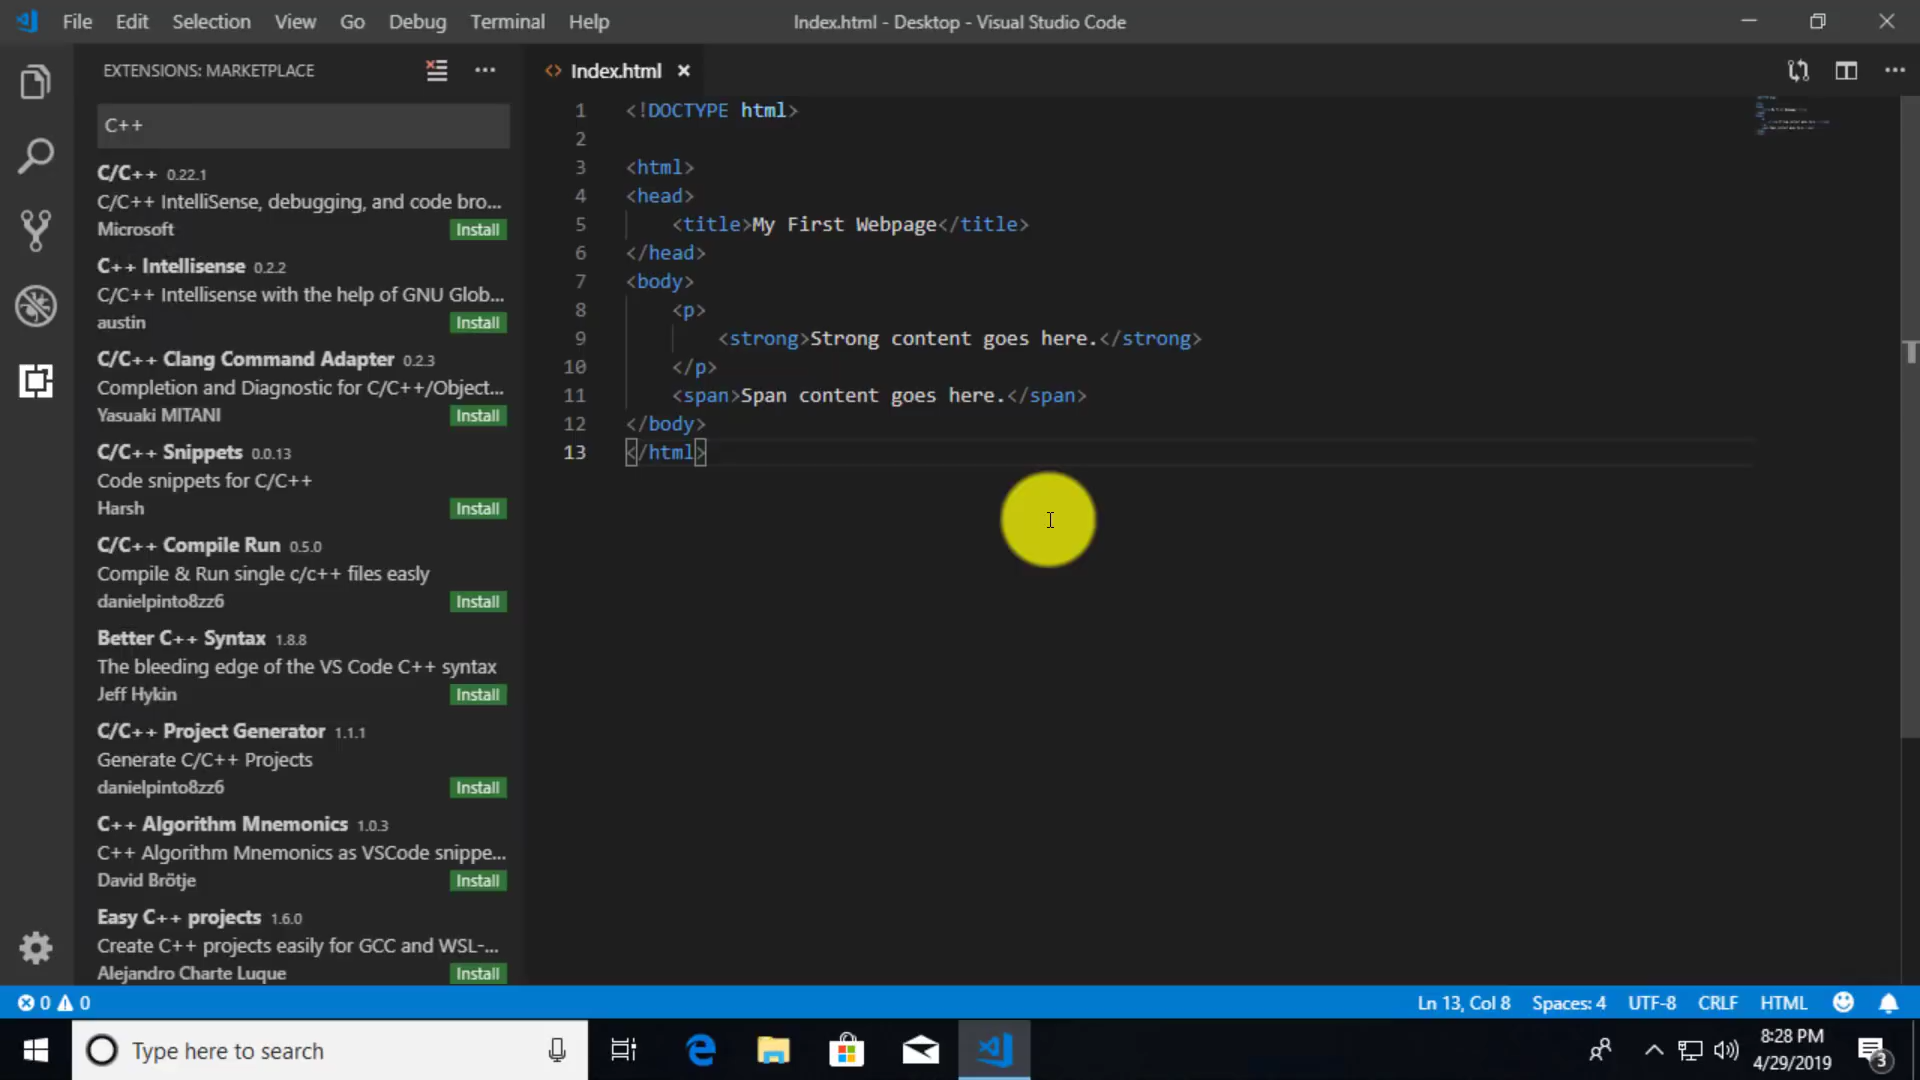 File Edit Selection View Go Debug Terminal Help
Index.html - Desktop - Visual Studio Code
EXTENSIONS: MARKETPLACE
C++
C/C++ 0.22.1
C/C++ IntelliSense, debugging, and code bro...
Microsoft Install
C++ Intellisense 0.2.2
C/C++ Intellisense with the help of GNU Glob...
austin Install
C/C++ Clang Command Adapter 0.2.3
Completion and Diagnostic for C/C++/Object...
Yasuaki MITANI Install
C/C++ Snippets 0.0.13
Code snippets for C/C++
Harsh Install
C/C++ Compile Run 0.5.0
Compile & Run single c/c++ files easly
danielpinto8zz6 Install
Better C++ Syntax 1.8.8
The bleeding edge of the VS Code C++ syntax
Jeff Hykin Install
C/C++ Project Generator 1.1.1
Generate C/C++ Projects
danielpinto8zz6 Install
C++ Algorithm Mnemonics 1.0.3
C++ Algorithm Mnemonics as VSCode snippe...
David Brötje Install
Easy C++ projects 1.6.0
Create C++ projects easily for GCC and WSL-...
Alejandro Charte Luque Install
Index.html
1 <!DOCTYPE html>
2
3 <html>
4 <head>
5 <title>My First Webpage</title>
6 </head>
7 <body>
8 <p>
9 <strong>Strong content goes here.</strong>
10 </p>
11 <span>Span content goes here.</span>
12 </body>
13 </html>
0 0
Ln 13, Col 8 Spaces: 4 UTF-8 CRLF HTML
Type here to search
8:28 PM
4/29/2019
3